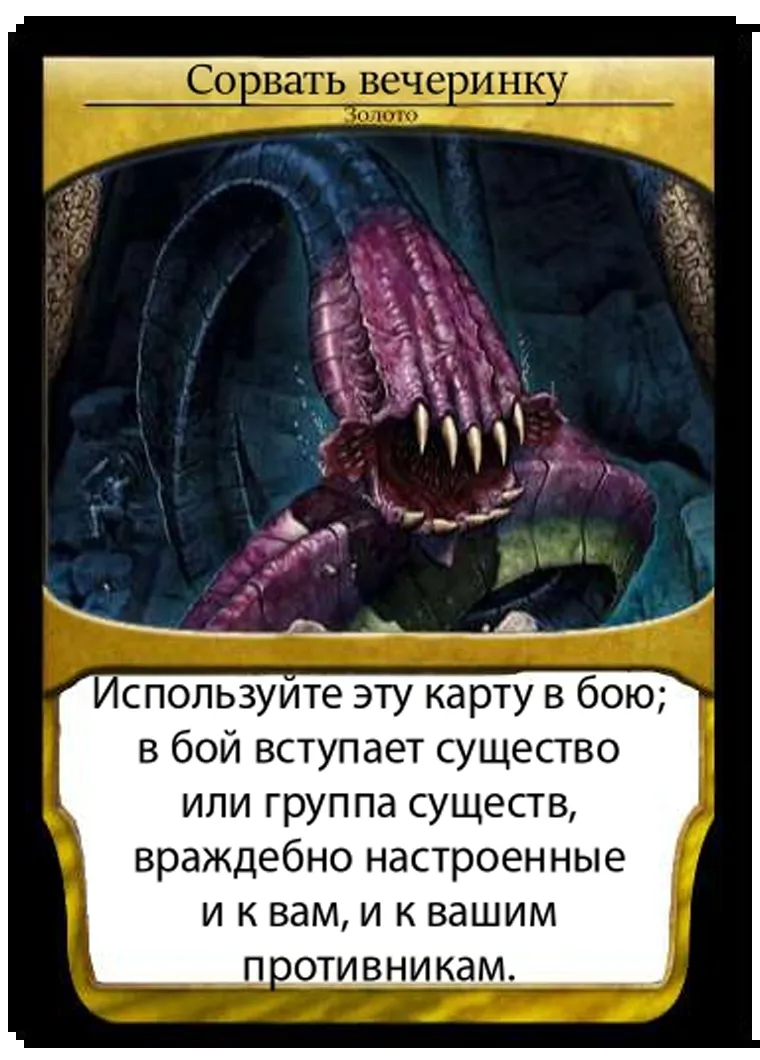 Сорвать вечеринку
Золото
Используйте эту карту в бою;
в бой вступает существо
или группа существ,
враждебно настроенные
и к вам, и к вашим
противникам.